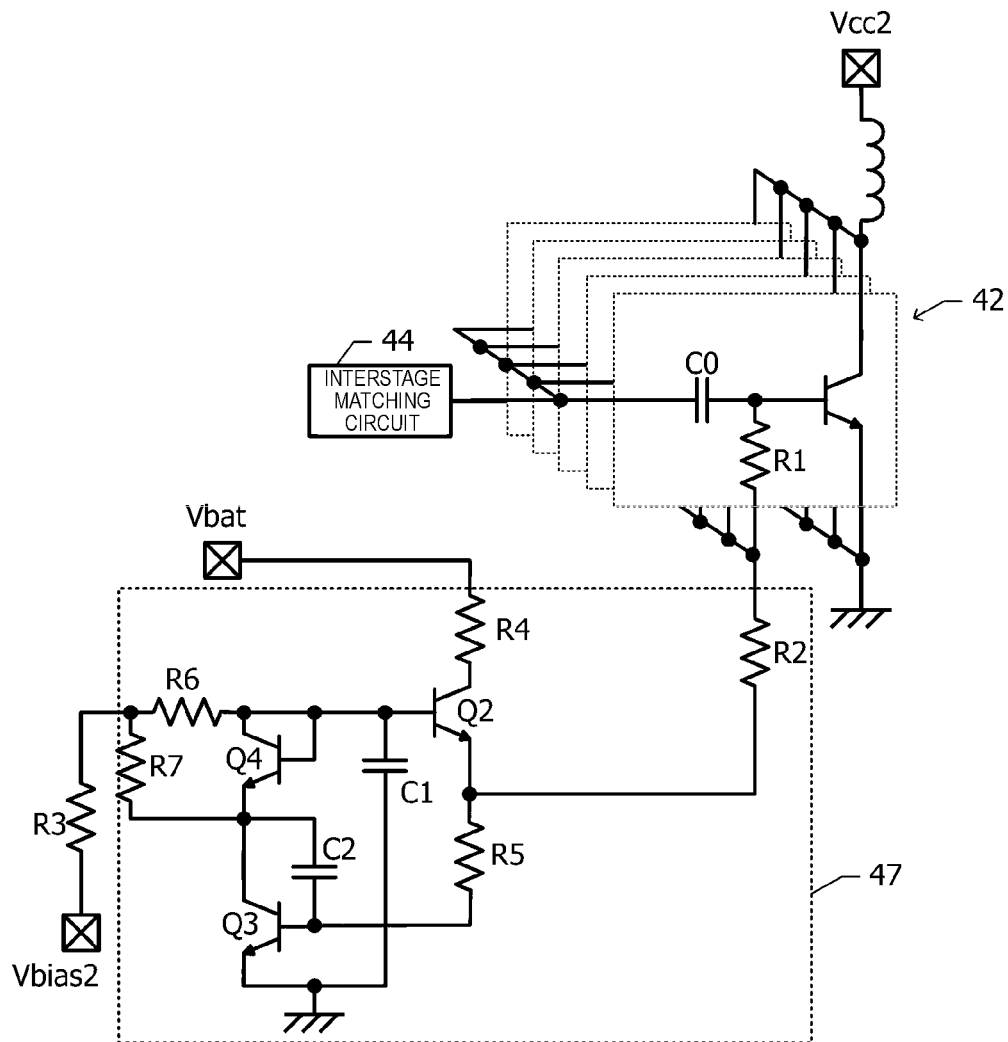 Vcc2
42
44
INTERSTAGE
MATCHING
CIRCUIT
C0
R1
Vbat
R4
R2
R6
Q2
R7
Q4
C1
R3
C2
R5
47
Q3
Vbias2